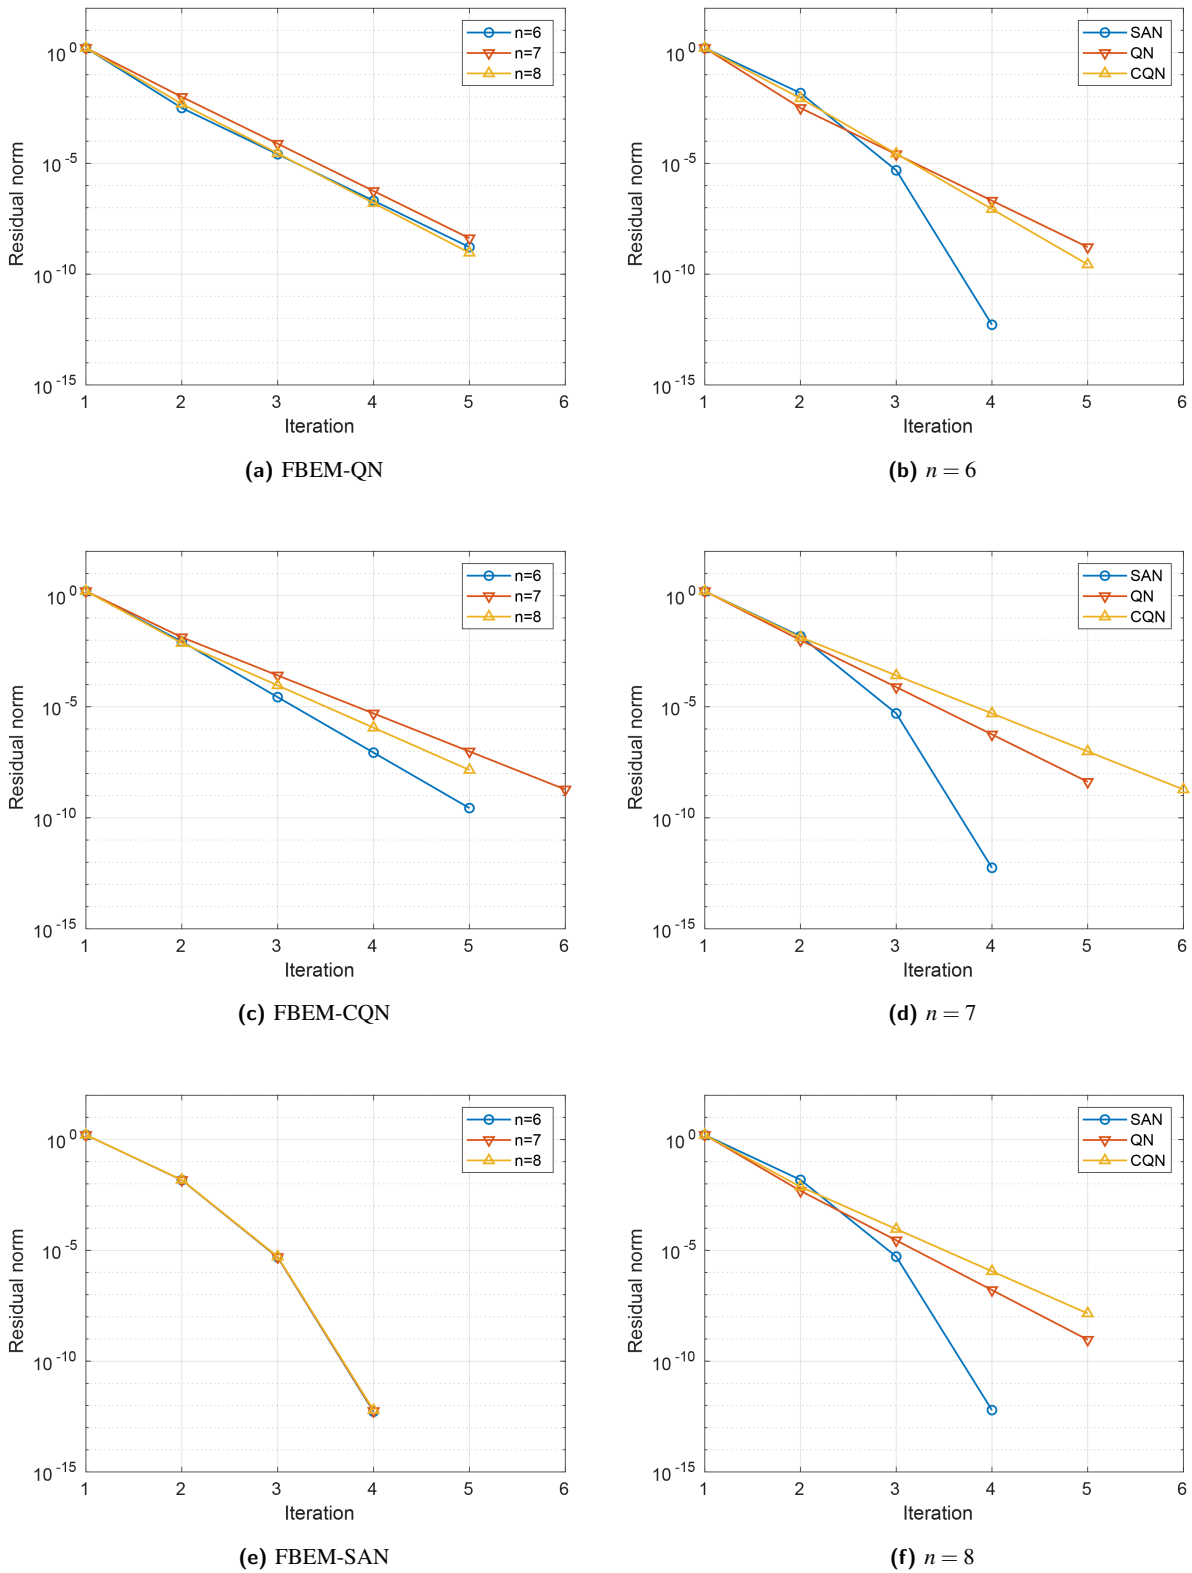 10^0
10^-5
10^-10
10^-15
Residual norm
n=6
n=7
n=8
1 2 3 4 5 6
Iteration
(a) FBEM-QN
10^0
10^-5
10^-10
10^-15
Residual norm
SAN
QN
CQN
1 2 3 4 5 6
Iteration
(b) n = 6
10^0
10^-5
10^-10
10^-15
Residual norm
n=6
n=7
n=8
1 2 3 4 5 6
Iteration
(c) FBEM-CQN
10^0
10^-5
10^-10
10^-15
Residual norm
SAN
QN
CQN
1 2 3 4 5 6
Iteration
(d) n = 7
10^0
10^-5
10^-10
10^-15
Residual norm
n=6
n=7
n=8
1 2 3 4 5 6
Iteration
(e) FBEM-SAN
10^0
10^-5
10^-10
10^-15
Residual norm
SAN
QN
CQN
1 2 3 4 5 6
Iteration
(f) n = 8